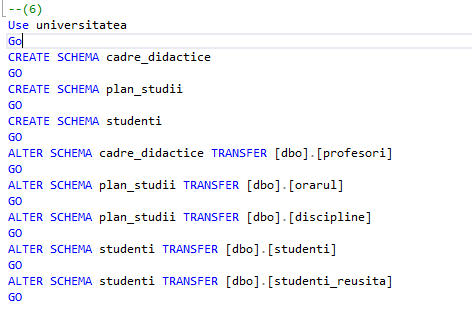 --(6)
Use universitatea
Go
CREATE SCHEMA cadre_didactice
GO
CREATE SCHEMA plan_studii
GO
CREATE SCHEMA studenti
GO
ALTER SCHEMA cadre_didactice TRANSFER [dbo].[profesori]
GO
ALTER SCHEMA plan_studii TRANSFER [dbo].[orarul]
GO
ALTER SCHEMA plan_studii TRANSFER [dbo].[discipline]
GO
ALTER SCHEMA studenti TRANSFER [dbo].[studenti]
GO
ALTER SCHEMA studenti TRANSFER [dbo].[studenti_reusita]
GO